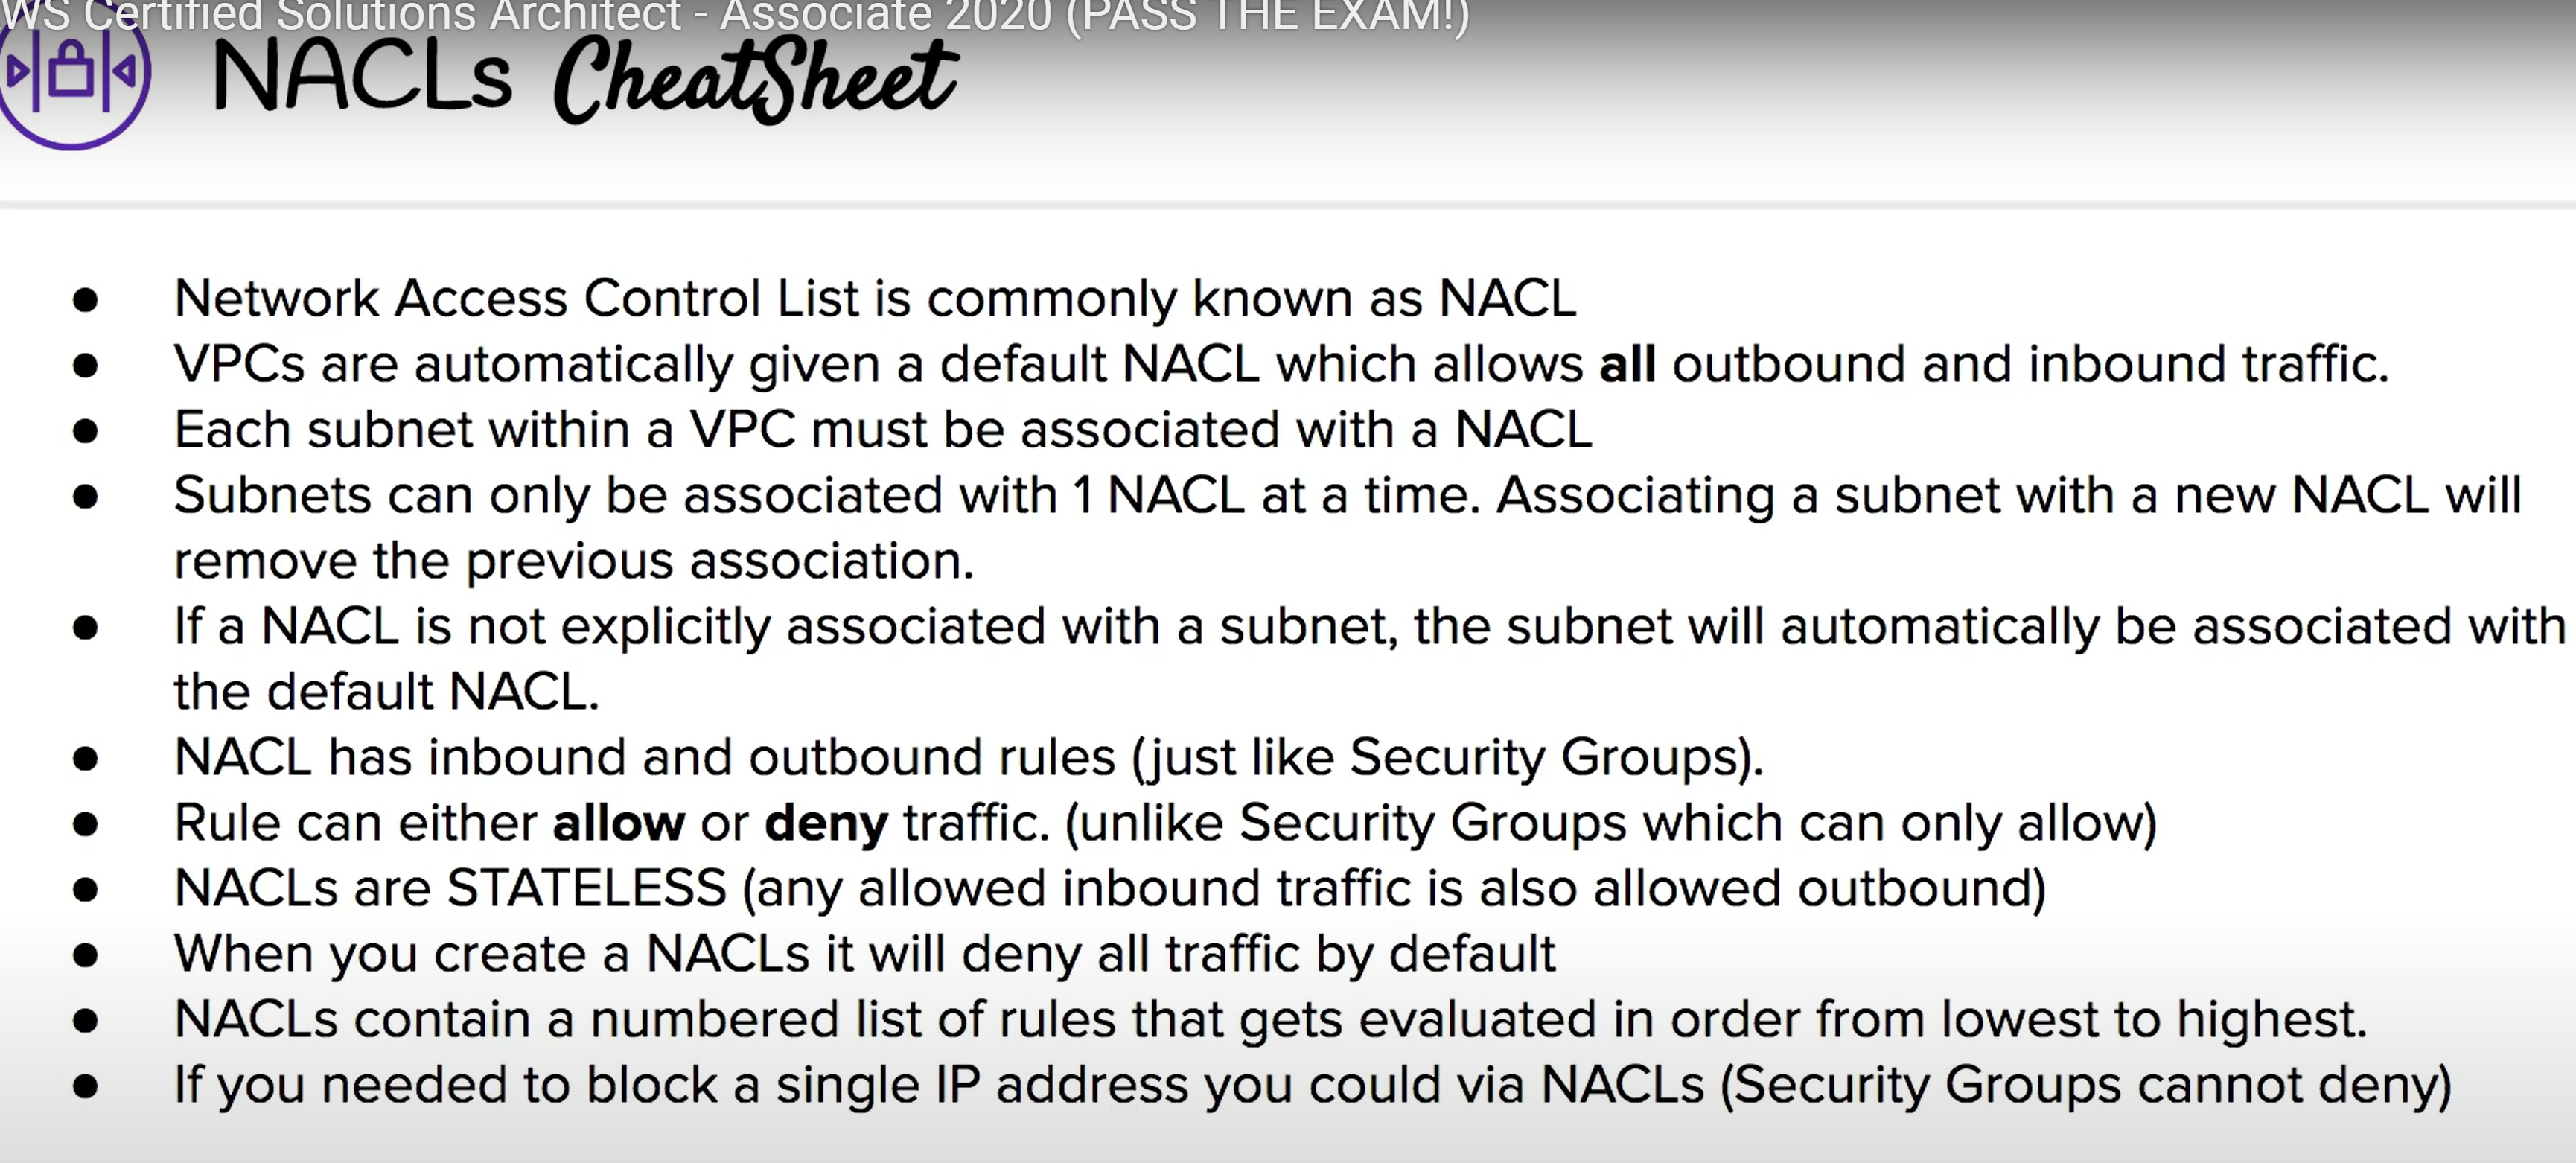 WS Certified Solutions Architect - Associate 2020 (PASS THE EXAM!)
NACLs CheatSheet
● Network Access Control List is commonly known as NACL
● VPCs are automatically given a default NACL which allows all outbound and inbound traffic.
● Each subnet within a VPC must be associated with a NACL
● Subnets can only be associated with 1 NACL at a time. Associating a subnet with a new NACL will
remove the previous association.
● If a NACL is not explicitly associated with a subnet, the subnet will automatically be associated with
the default NACL.
● NACL has inbound and outbound rules (just like Security Groups).
● Rule can either allow or deny traffic. (unlike Security Groups which can only allow)
● NACLs are STATELESS (any allowed inbound traffic is also allowed outbound)
● When you create a NACLs it will deny all traffic by default
● NACLs contain a numbered list of rules that gets evaluated in order from lowest to highest.
● If you needed to block a single IP address you could via NACLs (Security Groups cannot deny)